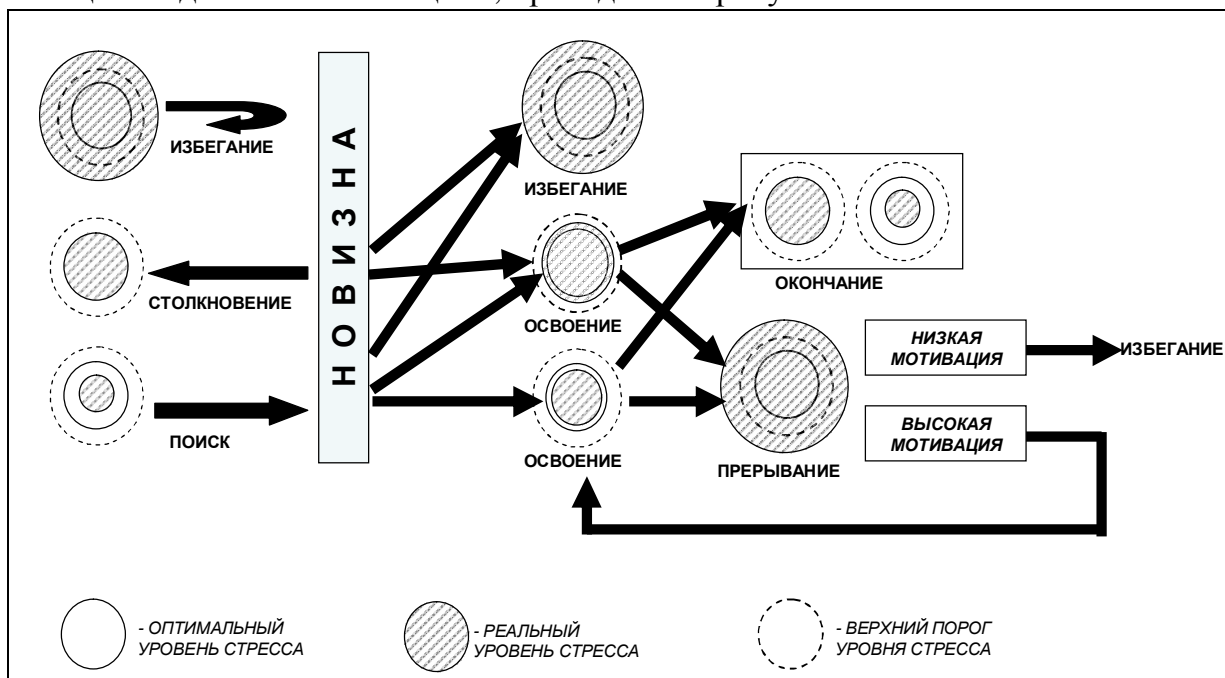 ИЗБЕГАНИЕ
СТОЛКНОВЕНИЕ
ПОИСК
НОВИЗНА
ИЗБЕГАНИЕ
ОСВОЕНИЕ
ОСВОЕНИЕ
ОКОНЧАНИЕ
ПРЕРЫВАНИЕ
НИЗКАЯ
МОТИВАЦИЯ
ИЗБЕГАНИЕ
ВЫСОКАЯ
МОТИВАЦИЯ
- ОПТИМАЛЬНЫЙ
УРОВЕНЬ СТРЕССА
- РЕАЛЬНЫЙ
УРОВЕНЬ СТРЕССА
- ВЕРХНИЙ ПОРОГ
УРОВНЯ СТРЕССА